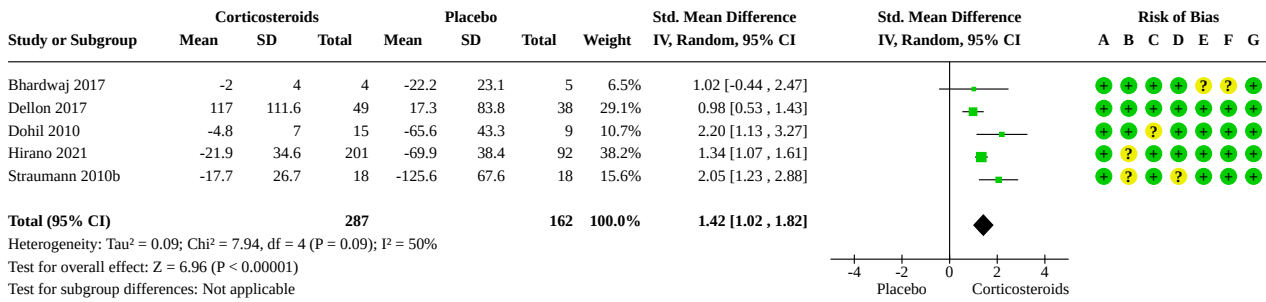 Corticosteroids Placebo Std. Mean Difference Std. Mean Difference Risk of Bias
Study or Subgroup Mean SD Total Mean SD Total Weight IV, Random, 95% CI IV, Random, 95% CI A B C D E F G
Bhardwaj 2017 -2 4 4 -22.2 23.1 5 6.5% 1.02 [-0.44 , 2.47] + + + + ? ? +
Dellon 2017 117 111.6 49 17.3 83.8 38 29.1% 0.98 [0.53 , 1.43] + + + + + + +
Dohil 2010 -4.8 7 15 -65.6 43.3 9 10.7% 2.20 [1.13 , 3.27] + + ? + + + +
Hirano 2021 -21.9 34.6 201 -69.9 38.4 92 38.2% 1.34 [1.07 , 1.61] + ? + + + + +
Straumann 2010b -17.7 26.7 18 -125.6 67.6 18 15.6% 2.05 [1.23 , 2.88] + ? + ? + + +
Total (95% CI) 287 162 100.0% 1.42 [1.02 , 1.82]
Heterogeneity: Tau² = 0.09; Chi² = 7.94, df = 4 (P = 0.09); I² = 50%
Test for overall effect: Z = 6.96 (P < 0.00001)
-4 -2 0 2 4
Test for subgroup differences: Not applicable
Placebo Corticosteroids